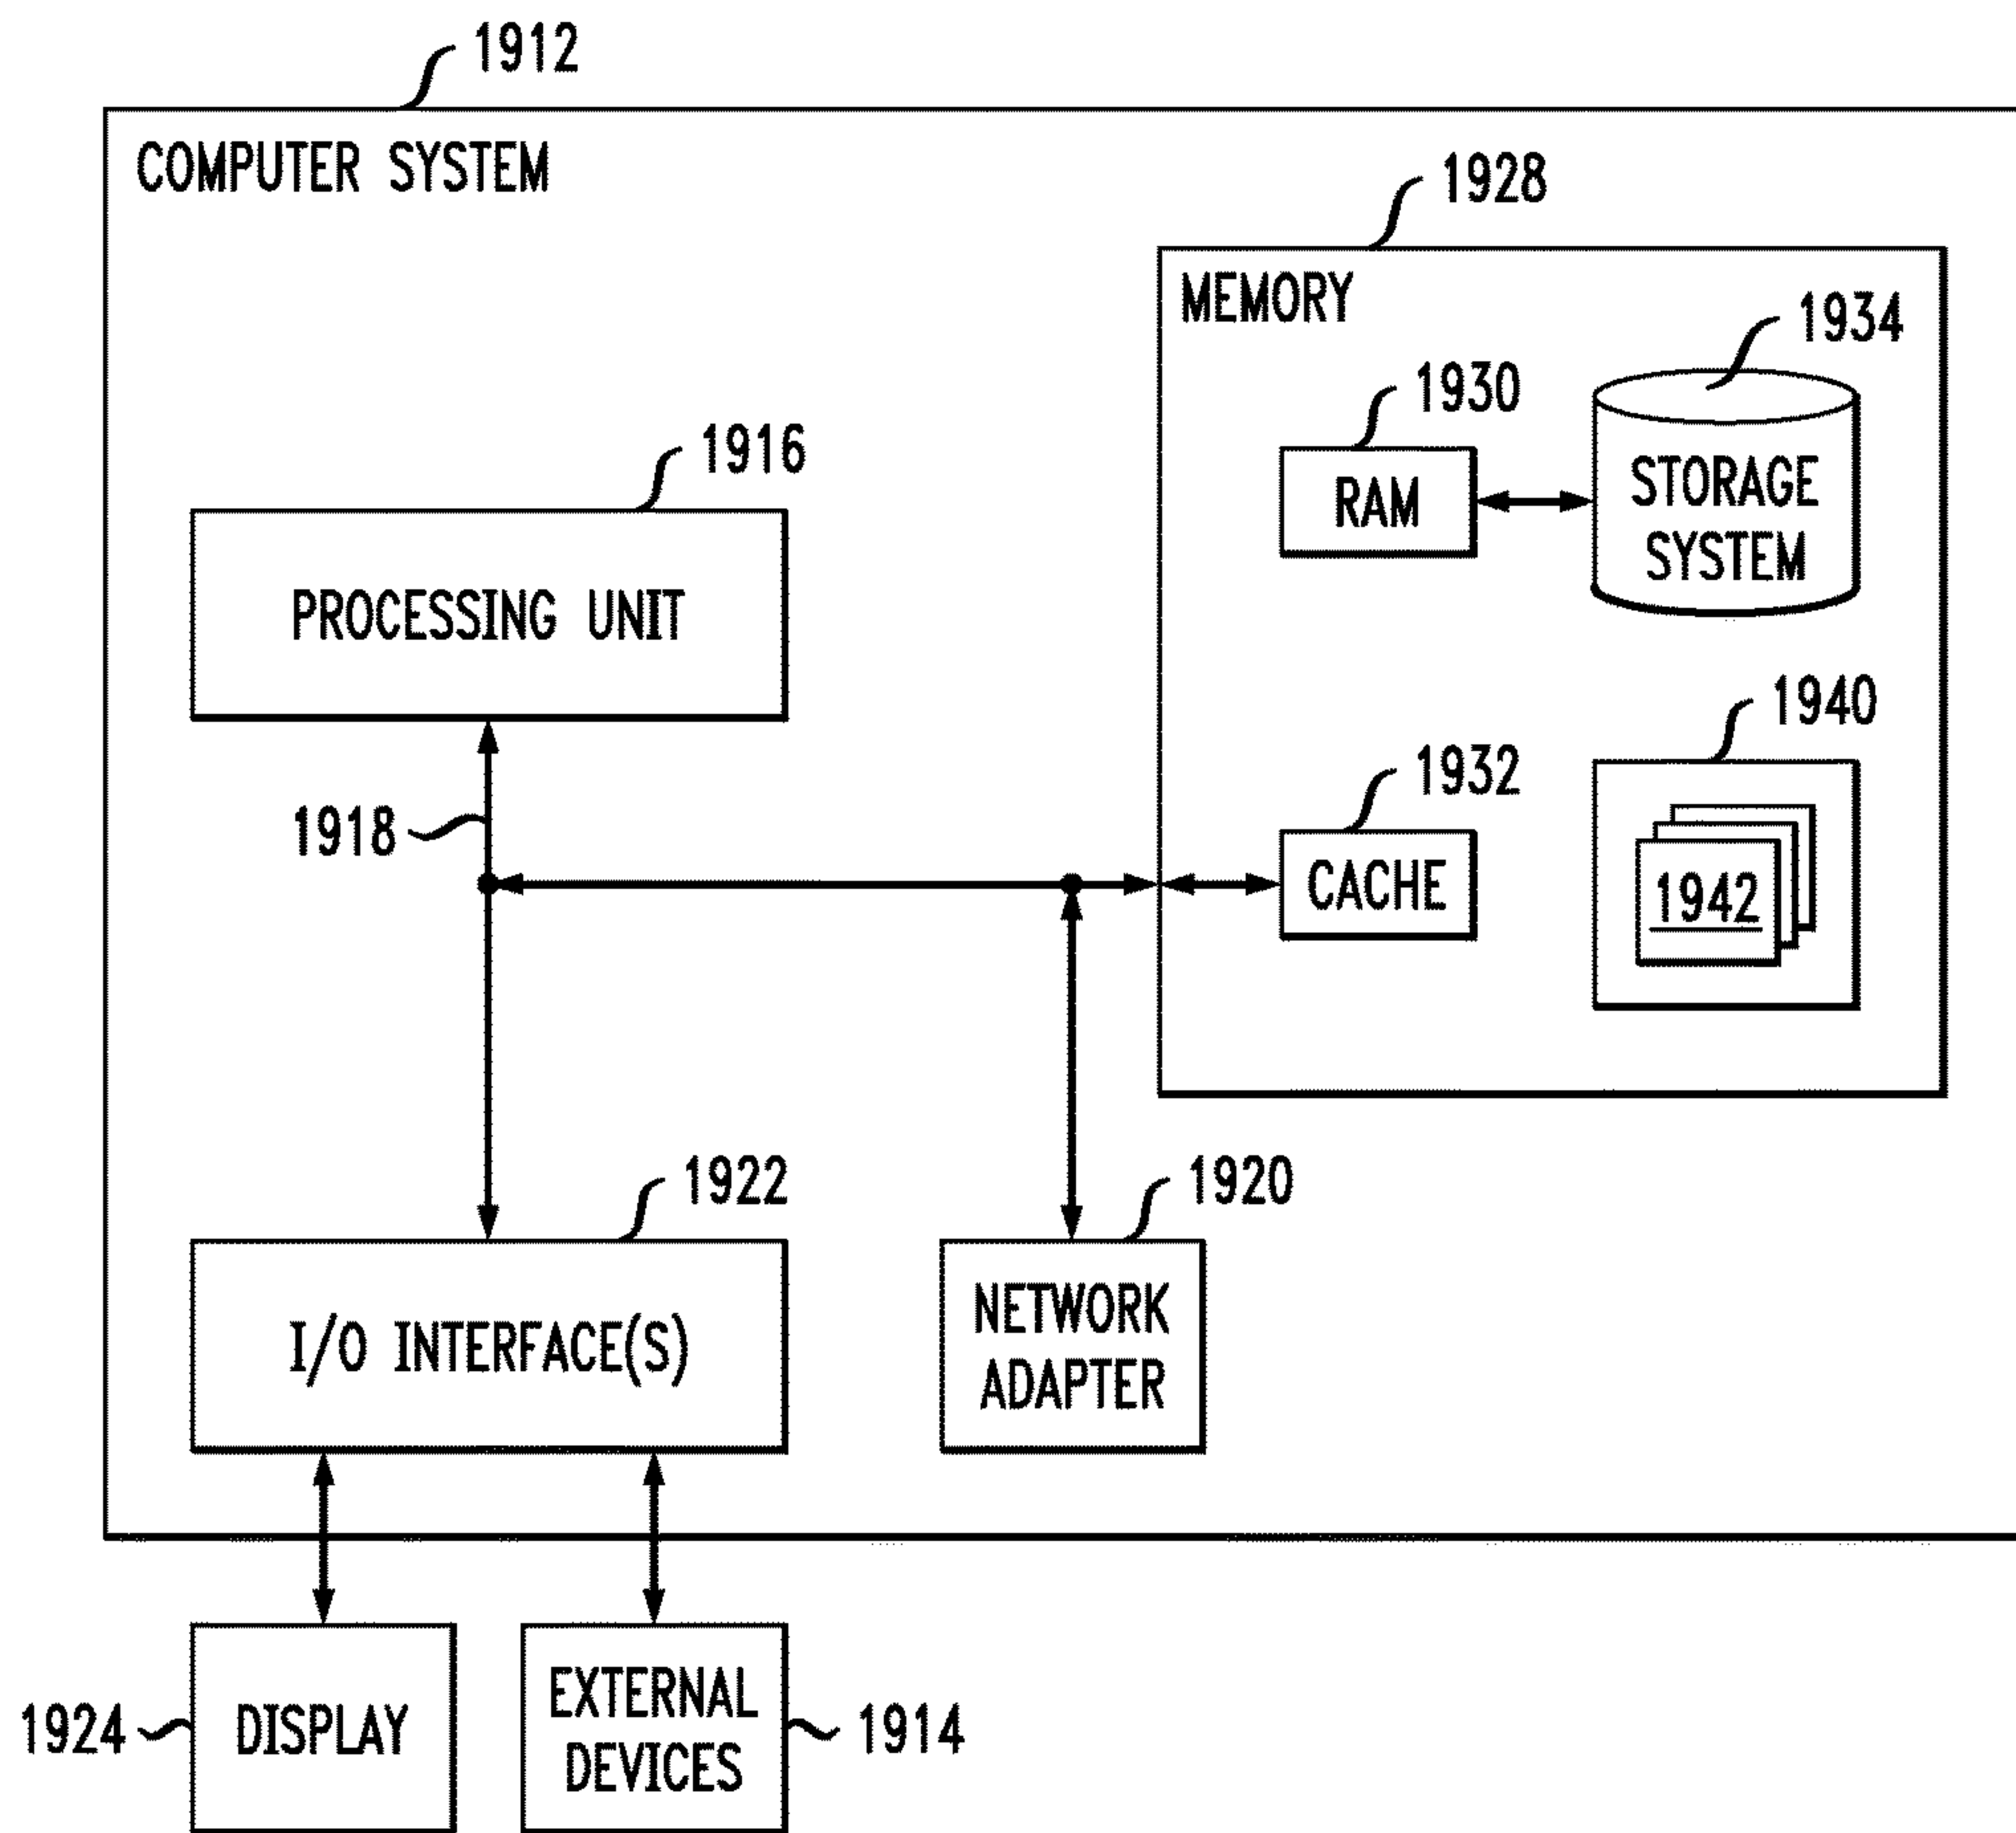 1912
COMPUTER SYSTEM
1928
MEMORY
1934
1930
RAM
STORAGE
SYSTEM
1916
PROCESSING UNIT
1940
1932
CACHE
1942
1918
1922
I/O INTERFACE(S)
1920
NETWORK
ADAPTER
1924
DISPLAY
EXTERNAL
DEVICES
1914